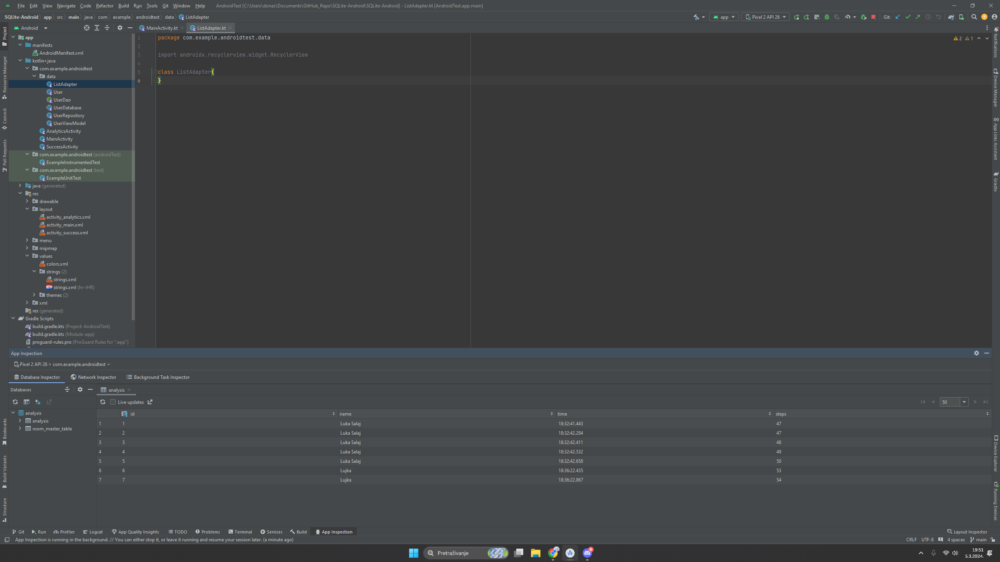 File Edit View Navigate Code Refactor Build Run Tools Git Window Help AndroidTest [C:\Users\donas\Documents\GitHub_Repo\SQLite-Android\SQLite-Android] - ListAdapter.kt [AndroidTest.app.main]
SQLite-Android app src main java com example androidtest data ListAdapter app Pixel 2 API 26 Git:
Project
Resource Manager
Commit
Pull Requests
Bookmarks
Build Variants
Structure
Android
app
manifests
AndroidManifest.xml
kotlin+java
com.example.androidtest
data
ListAdapter
User
UserDao
UserDatabase
UserRepository
UserViewModel
AnalyticsActivity
MainActivity
SuccessActivity
com.example.androidtest (androidTest)
ExampleInstrumentedTest
com.example.androidtest (test)
ExampleUnitTest
java (generated)
res
drawable
layout
activity_analytics.xml
activity_main.xml
activity_success.xml
menu
mipmap
values
colors.xml
strings (2)
strings.xml
strings.xml (hr-rHR)
themes (2)
xml
res (generated)
Gradle Scripts
build.gradle.kts (Project: AndroidTest)
build.gradle.kts (Module :app)
proguard-rules.pro (ProGuard Rules for ":app")
MainActivity.kt ListAdapter.kt
1 package com.example.androidtest.data
2
3 import androidx.recyclerview.widget.RecyclerView
4
5 class ListAdapter{
6 }
2 1
Notifications
Device Manager
App Links Assistant
Gradle
Device Explorer
Running Devices
App Inspection
Pixel 2 API 26 > com.example.androidtest
Database Inspector Network Inspector Background Task Inspector
Databases
analysis
analysis
room_master_table
analysis
Live updates 50
id name time steps
1 1 Luka Salaj 18:32:41.443 47
2 2 Luka Salaj 18:32:42.284 47
3 3 Luka Salaj 18:32:42.411 48
4 4 Luka Salaj 18:32:42.532 49
5 5 Luka Salaj 18:32:42.658 50
6 6 Lujka 18:36:22.435 53
7 7 Lujka 18:36:22.867 54
Git Run Profiler Logcat App Quality Insights TODO Problems Terminal Services Build App Inspection Layout Inspector
App Inspection is running in the background. // You can either stop it, or leave it running and resume your session later. (a minute ago) CRLF UTF-8 4 spaces main
Pretraživanje
19:51
5.3.2024.